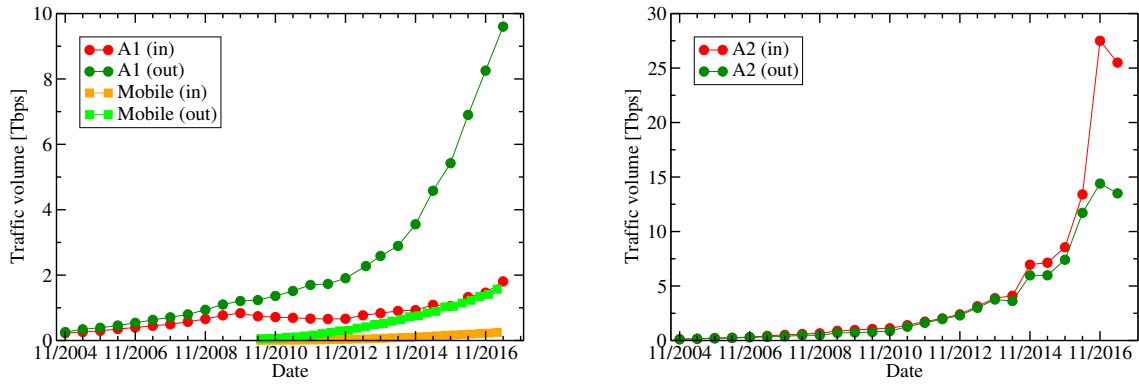 10
8
6
4
2
0
Traffic volume [Tbps]
A1 (in)
A1 (out)
Mobile (in)
Mobile (out)
11/2004 11/2006 11/2008 11/2010 11/2012 11/2014 11/2016
Date
30
25
20
15
10
5
0
Traffic volume [Tbps]
A2 (in)
A2 (out)
11/2004 11/2006 11/2008 11/2010 11/2012 11/2014 11/2016
Date